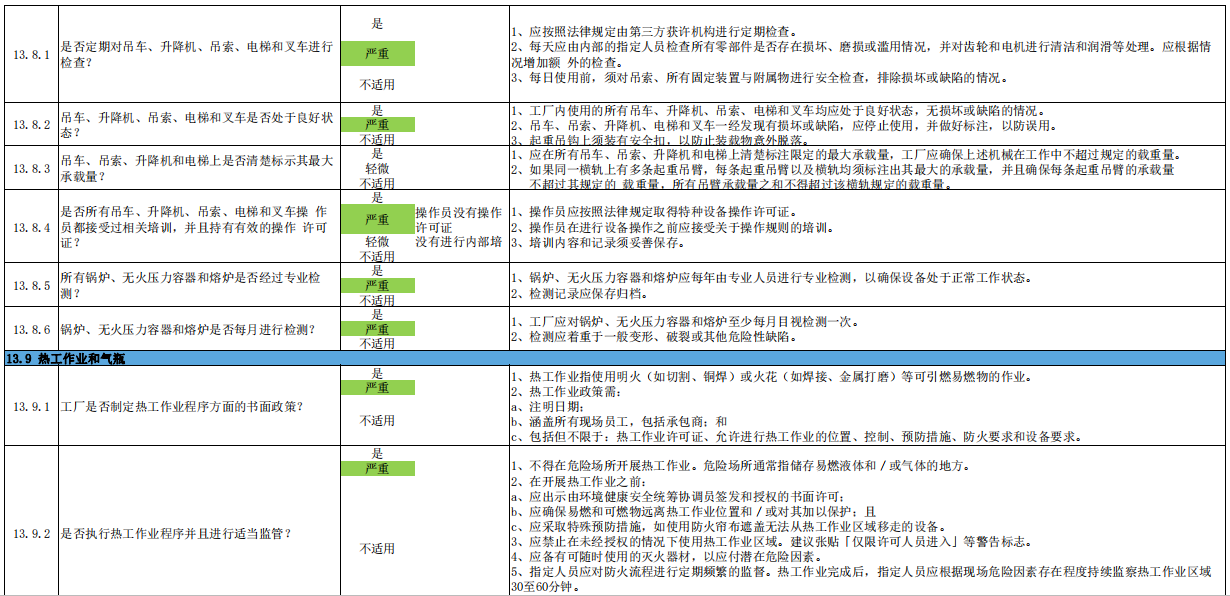 13.8.1
是否定期对吊车、升降机、吊索、电梯和叉车进行
检查？
是
严重
不适用
1、应按照法律规定由第三方获许机构进行定期检查。
2、每天应由内部的指定人员检查所有零部件是否存在损坏、磨损或滥用情况，并对齿轮和电机进行清洁和润滑等处理。应根据情
况增加额 外的检查。
3、每日使用前，须对吊索、所有固定装置与附属物进行安全检查，排除损坏或缺陷的情况。
13.8.2
吊车、升降机、吊索、电梯和叉车是否处于良好状
态？
是
严重
不适用
1、工厂内使用的所有吊车、升降机、吊索、电梯和叉车均应处于良好状态，无损坏或缺陷的情况。
2、吊车、吊索、升降机、电梯和叉车一经发现有损坏或缺陷，应停止使用，并做好标注，以防误用。
3、起重吊钩上须装有安全扣，以防止装载物意外脱落。
13.8.3
吊车、吊索、升降机和电梯上是否清楚标示其最大
承载量？
是
轻微
不适用
1、应在所有吊车、吊索、升降机和电梯上清楚标注限定的最大承载量，工厂应确保上述机械在工作中不超过规定的载重量。
2、如果同一横轨上有多条起重吊臂，每条起重吊臂以及横轨均须标注出其最大的承载量，并且确保每条起重吊臂的承载量
不超过其规定的 载重量，所有吊臂承载量之和不得超过该横轨规定的载重量。
13.8.4
是否所有吊车、升降机、吊索、电梯和叉车操 作
员都接受过相关培训，并且持有有效的操作 许可
证？
是
严重
操作员没有操作
许可证
轻微
没有进行内部培
不适用
1、操作员应按照法律规定取得特种设备操作许可证。
2、操作员在进行设备操作之前应接受关于操作规则的培训。
3、培训内容和记录须妥善保存。
13.8.5
所有锅炉、无火压力容器和熔炉是否经过专业检
测？
是
严重
不适用
1、锅炉、无火压力容器和熔炉应每年由专业人员进行专业检测，以确保设备处于正常工作状态。
2、检测记录应保存归档。
13.8.6
锅炉、无火压力容器和熔炉是否每月进行检测？
是
严重
不适用
1、工厂应对锅炉、无火压力容器和熔炉至少每月目视检测一次。
2、检测应着重于一般变形、破裂或其他危险性缺陷。
13.9 热工作业和气瓶
13.9.1
工厂是否制定热工作业程序方面的书面政策？
是
严重
不适用
1、热工作业指使用明火（如切割、铜焊）或火花（如焊接、金属打磨）等可引燃易燃物的作业。
2、热工作业政策需：
a、注明日期；
b、涵盖所有现场员工，包括承包商；和
c、包括但不限于：热工作业许可证、允许进行热工作业的位置、控制、预防措施、防火要求和设备要求。
13.9.2
是否执行热工作业程序并且进行适当监管？
是
严重
不适用
1、不得在危险场所开展热工作业。危险场所通常指储存易燃液体和／或气体的地方。
2、在开展热工作业之前：
a、应出示由环境健康安全统筹协调员签发和授权的书面许可；
b、应确保易燃和可燃物远离热工作业位置和／或对其加以保护；且
c、应采取特殊预防措施，如使用防火帘布遮盖无法从热工作业区域移走的设备。
3、应禁止在未经授权的情况下使用热工作业区域。建议张贴「仅限许可人员进入」等警告标志。
4、应备有可随时使用的灭火器材，以应付潜在危险因素。
5、指定人员应对防火流程进行定期频繁的监督。热工作业完成后，指定人员应根据现场危险因素存在程度持续监察热工作业区域
30至60分钟。